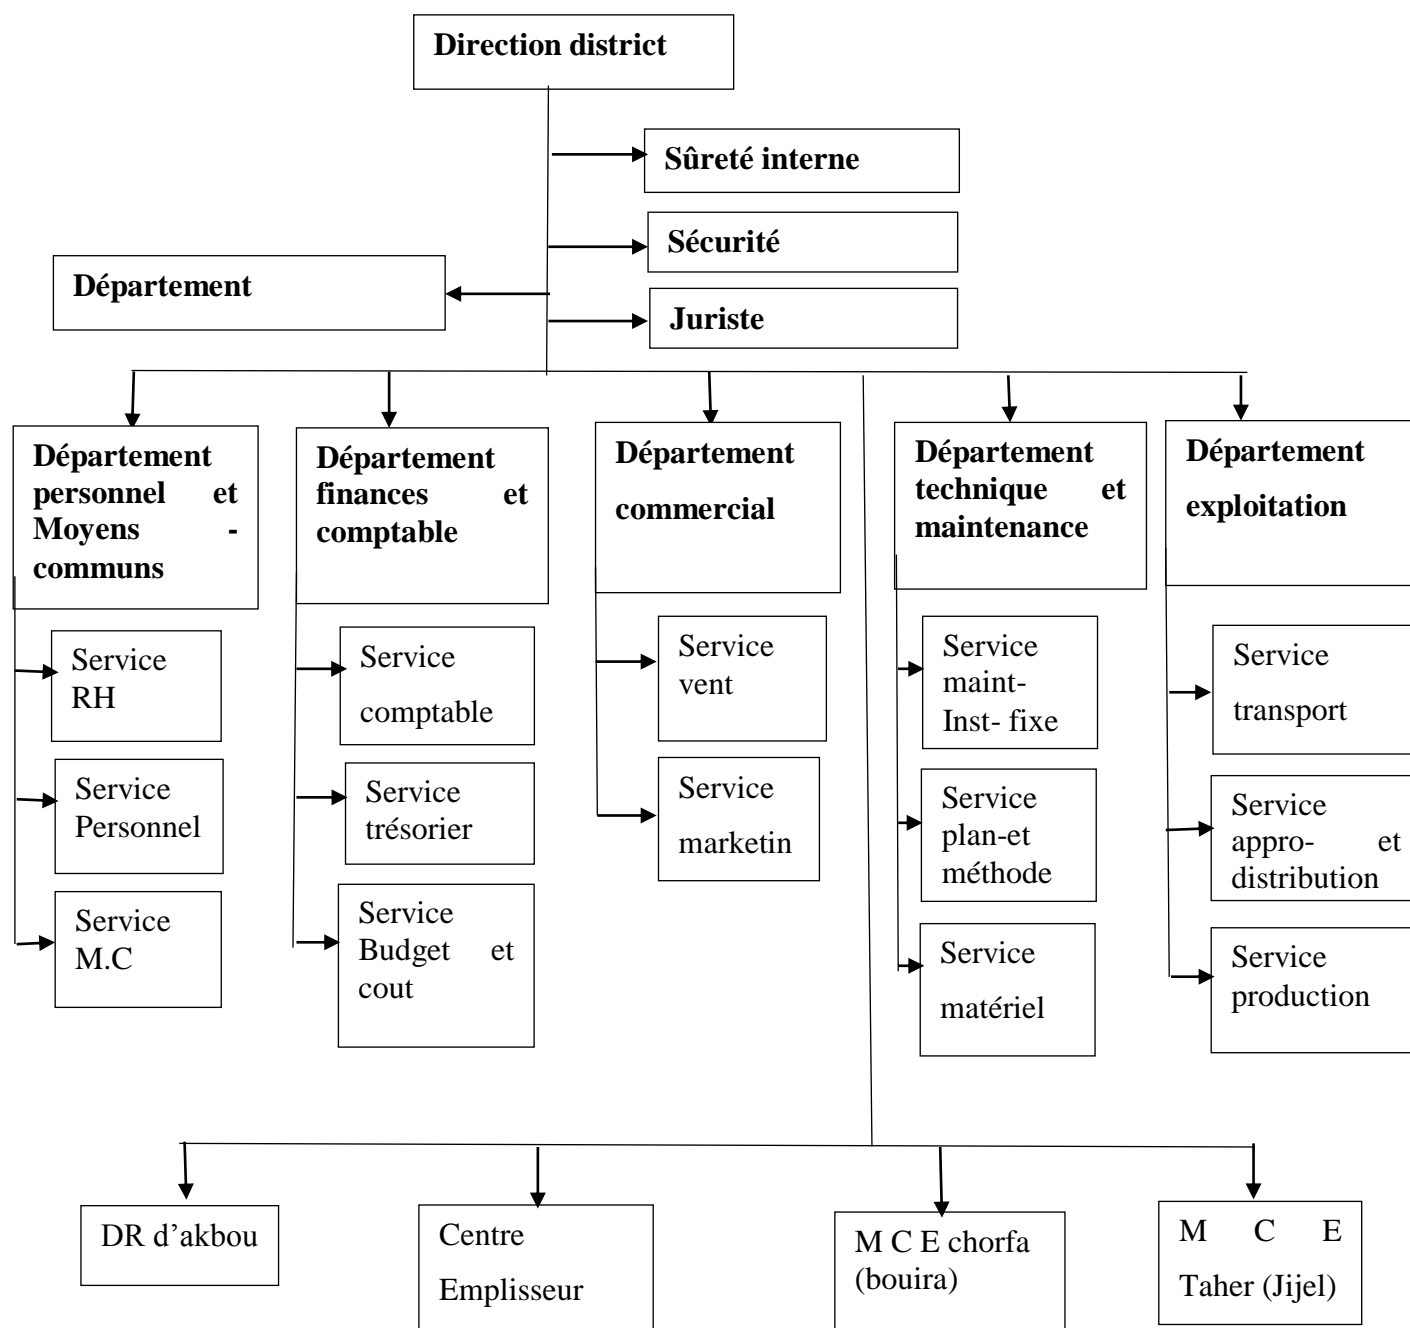 Direction district
Sûreté interne
Sécurité
Département
Juriste
Département
personnel et
Moyens -
communs
Département
finances et
comptable
Département
commercial
Département
technique et
maintenance
Département
exploitation
Service
RH
Service
comptable
Service
vent
Service
maint-
Inst- fixe
Service
transport
Service
Personnel
Service
trésorier
Service
marketin
Service
plan-et
méthode
Service
appro- et
distribution
Service
M.C
Service
Budget et
cout
Service
matériel
Service
production
DR d’akbou
Centre
Emplisseur
M C E chorfa
(bouira)
M C E
Taher (Jijel)